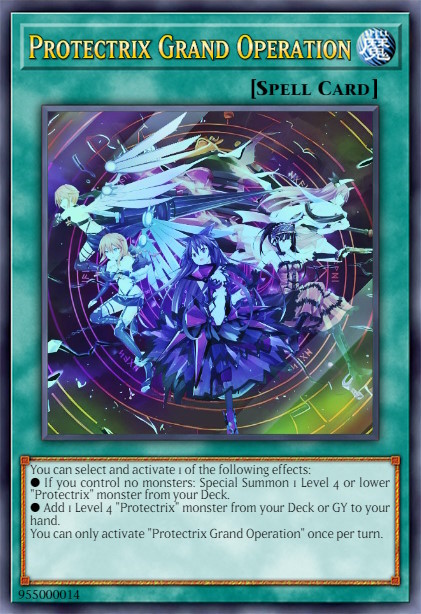 Protectrix Grand Operation 魔
[Spell Card]
You can select and activate 1 of the following effects:
● If you control no monsters: Special Summon 1 Level 4 or lower
"Protectrix" monster from your Deck.
● Add 1 Level 4 "Protectrix" monster from your Deck or GY to your
hand.
You can only activate "Protectrix Grand Operation" once per turn.
955000014